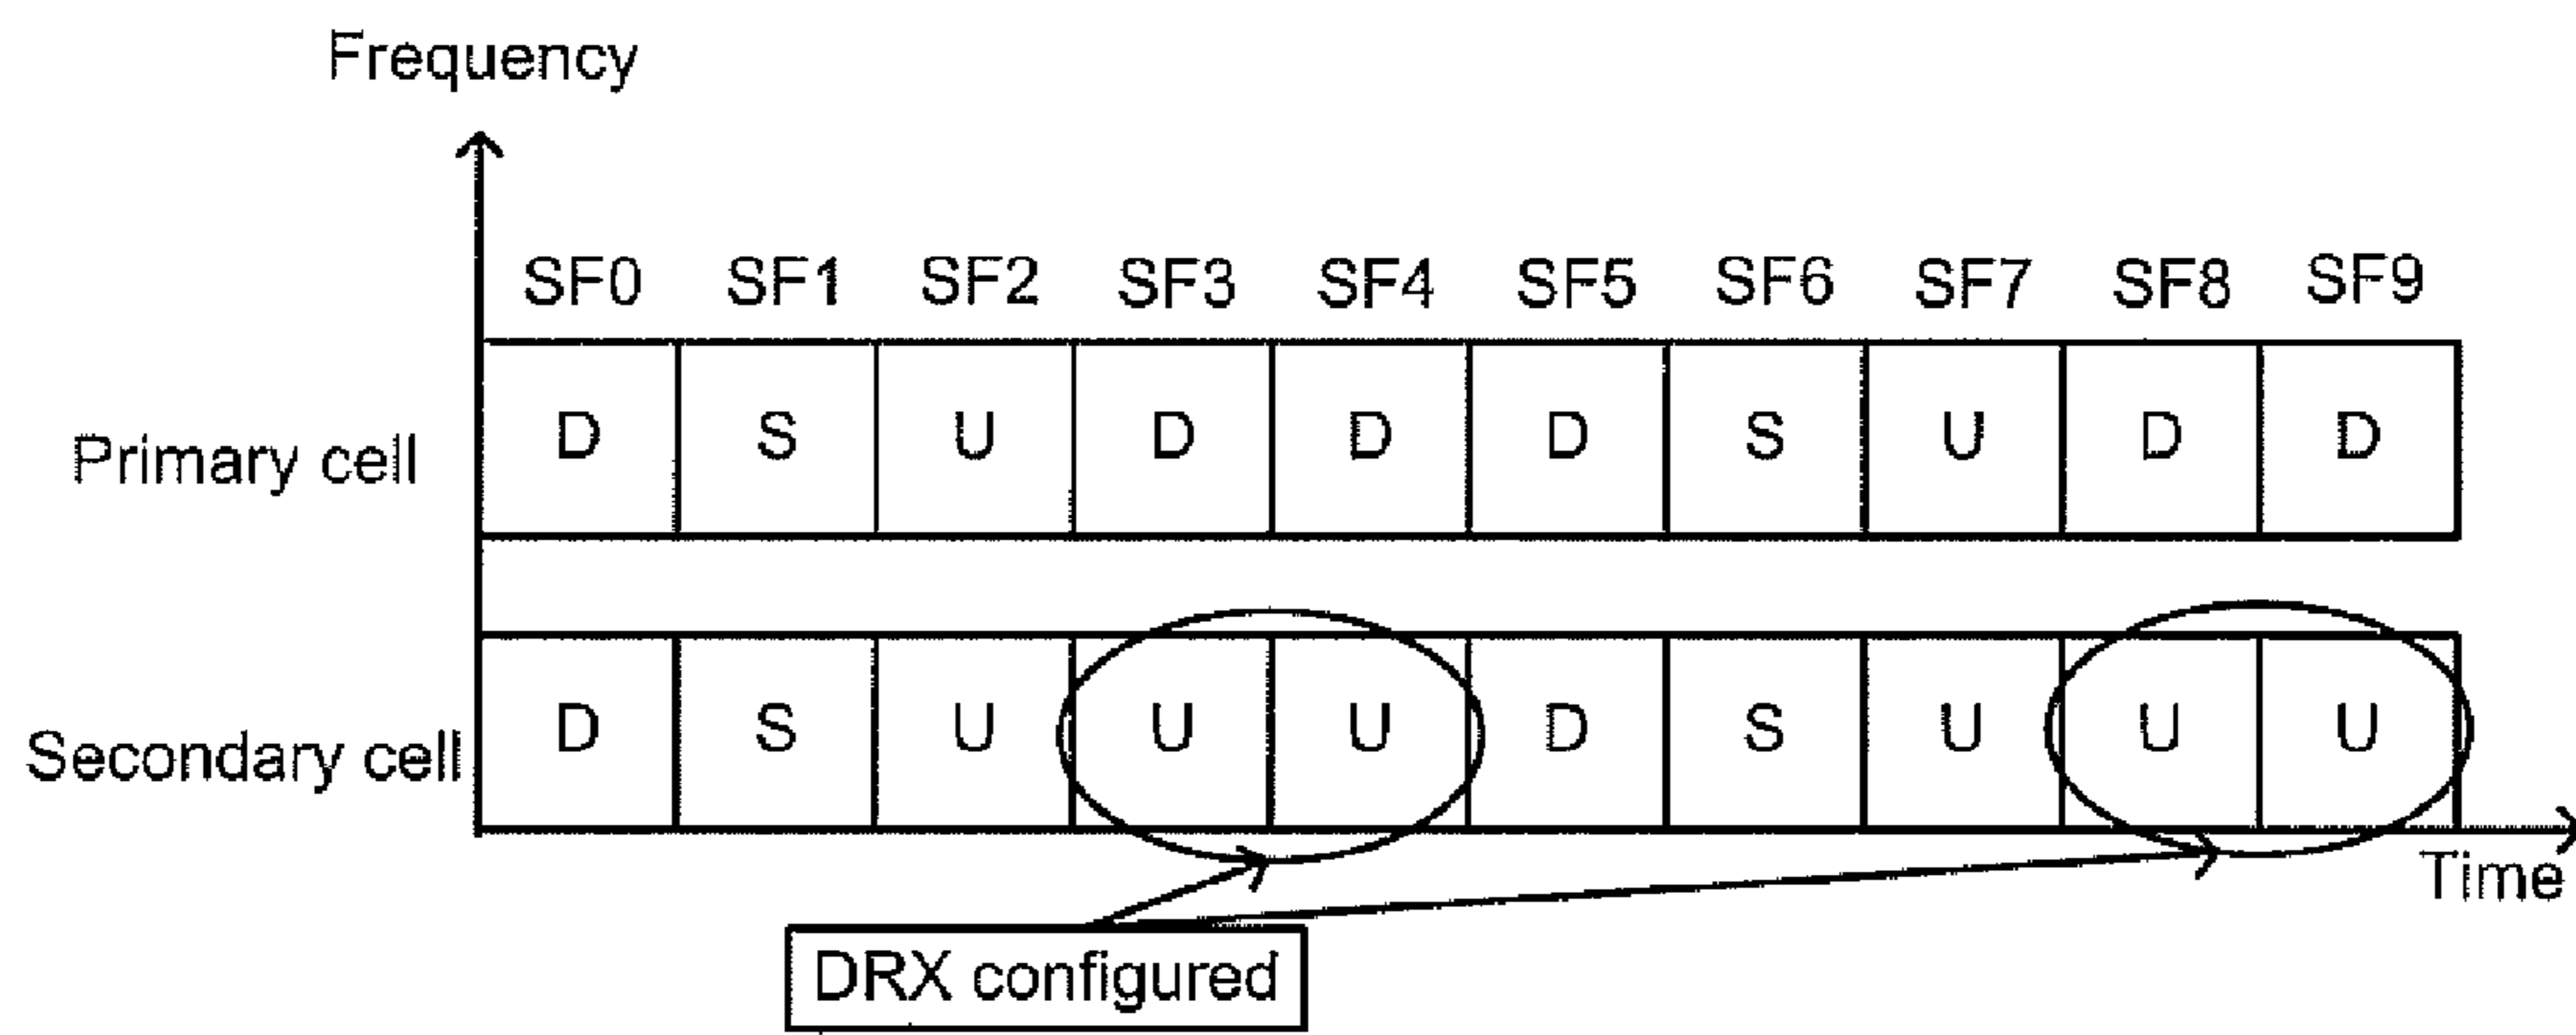 Frequency
SF0 SF1 SF2 SF3 SF4 SF5 SF6 SF7 SF8 SF9
Primary cell D S U D D D S U D D
Secondary cell D S U U U D S U U U
Time
DRX configured